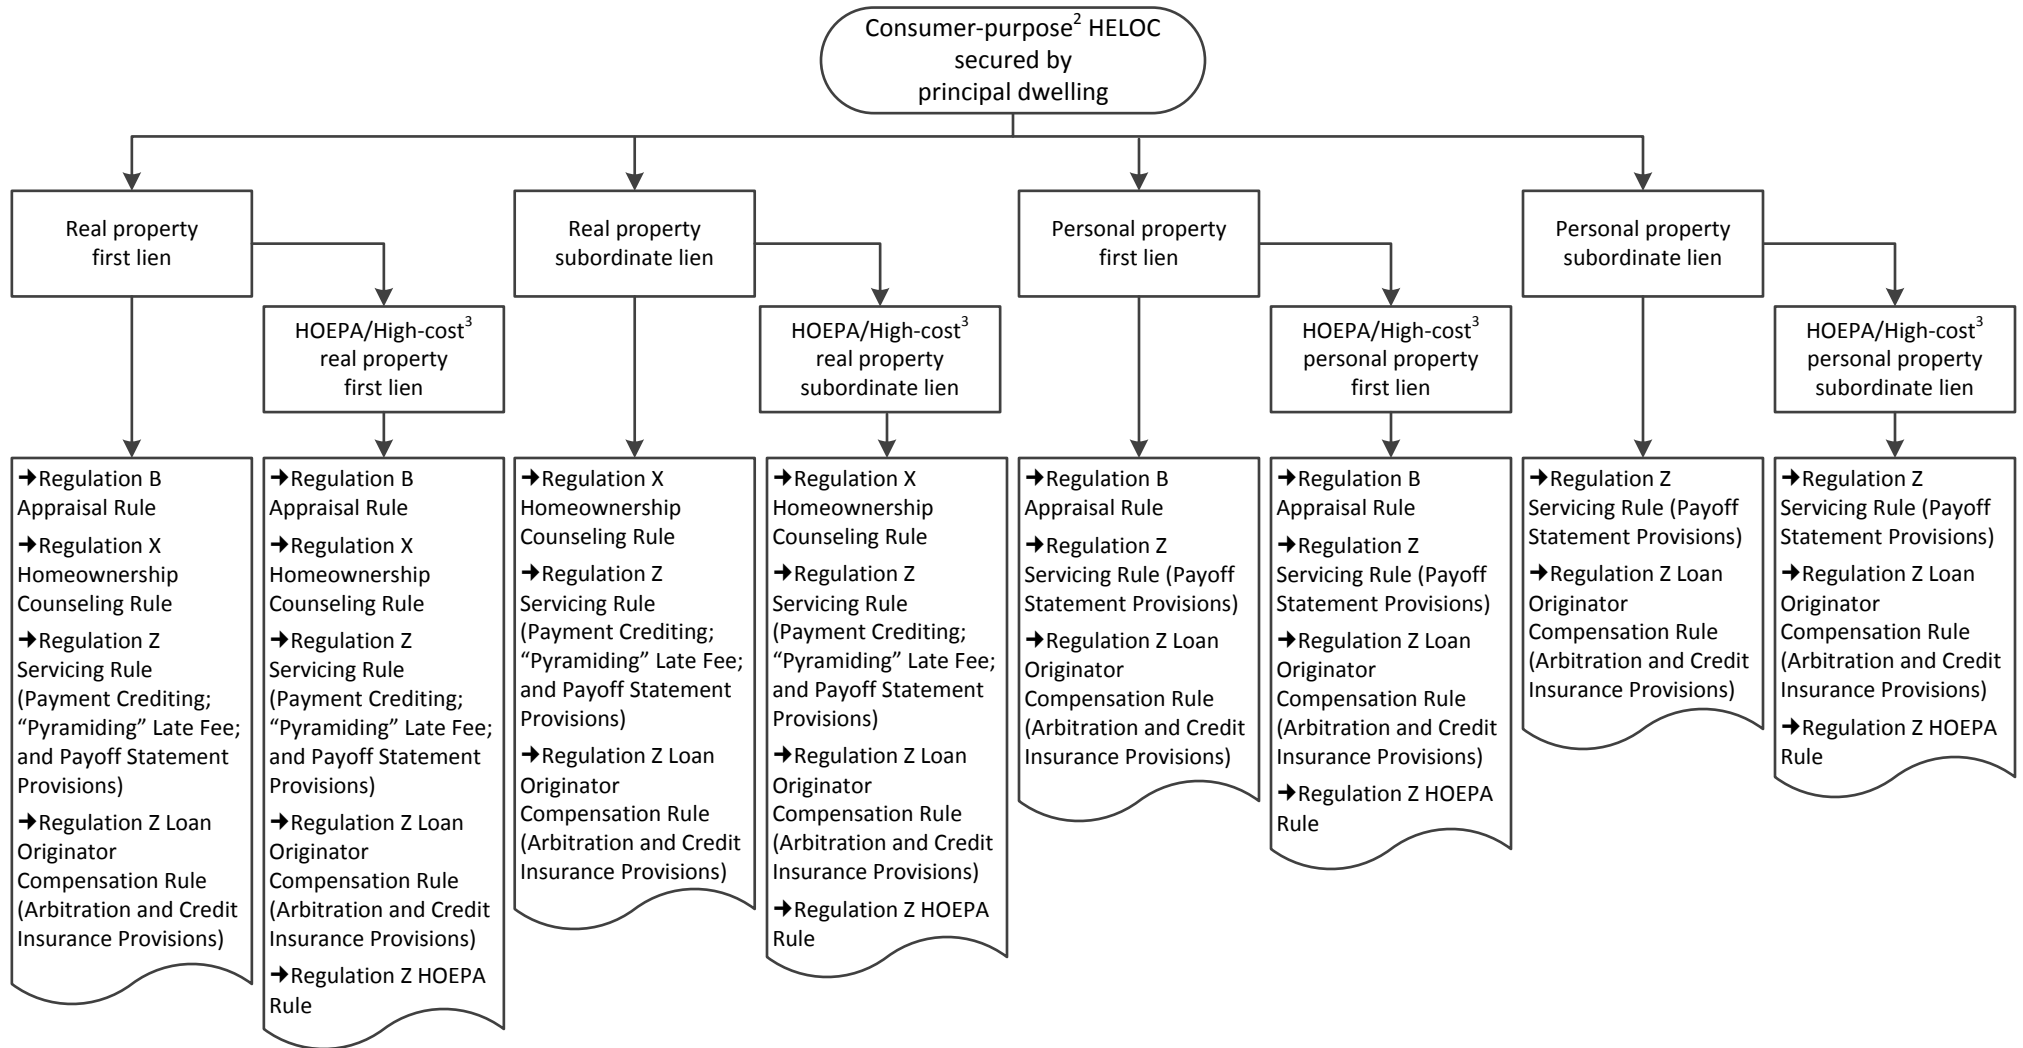 Consumer-purpose2 HELOC
secured by
principal dwelling
Real property
first lien
Real property
subordinate lien
Personal property
first lien
Personal property
subordinate lien
HOEPA/High-cost3
real property
first lien
HOEPA/High-cost3
real property
subordinate lien
HOEPA/High-cost3
personal property
first lien
HOEPA/High-cost3
personal property
subordinate lien
➔Regulation B
Appraisal Rule
➔Regulation X
Homeownership
Counseling Rule
➔Regulation Z
Servicing Rule
(Payment Crediting;
“Pyramiding” Late Fee;
and Payoff Statement
Provisions)
➔Regulation Z Loan
Originator
Compensation Rule
(Arbitration and Credit
Insurance Provisions)
➔Regulation B
Appraisal Rule
➔Regulation X
Homeownership
Counseling Rule
➔Regulation Z
Servicing Rule
(Payment Crediting;
“Pyramiding” Late Fee;
and Payoff Statement
Provisions)
➔Regulation Z Loan
Originator
Compensation Rule
(Arbitration and Credit
Insurance Provisions)
➔Regulation Z HOEPA
Rule
➔Regulation X
Homeownership
Counseling Rule
➔Regulation Z
Servicing Rule
(Payment Crediting;
“Pyramiding” Late Fee;
and Payoff Statement
Provisions)
➔Regulation Z Loan
Originator
Compensation Rule
(Arbitration and Credit
Insurance Provisions)
➔Regulation X
Homeownership
Counseling Rule
➔Regulation Z
Servicing Rule
(Payment Crediting;
“Pyramiding” Late Fee;
and Payoff Statement
Provisions)
➔Regulation Z Loan
Originator
Compensation Rule
(Arbitration and Credit
Insurance Provisions)
➔Regulation Z HOEPA
Rule
➔Regulation B
Appraisal Rule
➔Regulation Z
Servicing Rule (Payoff
Statement Provisions)
➔Regulation Z Loan
Originator
Compensation Rule
(Arbitration and Credit
Insurance Provisions)
➔Regulation B
Appraisal Rule
➔Regulation Z
Servicing Rule (Payoff
Statement Provisions)
➔Regulation Z Loan
Originator
Compensation Rule
(Arbitration and Credit
Insurance Provisions)
➔Regulation Z HOEPA
Rule
➔Regulation Z
Servicing Rule (Payoff
Statement Provisions)
➔Regulation Z Loan
Originator
Compensation Rule
(Arbitration and Credit
Insurance Provisions)
➔Regulation Z
Servicing Rule (Payoff
Statement Provisions)
➔Regulation Z Loan
Originator
Compensation Rule
(Arbitration and Credit
Insurance Provisions)
➔Regulation Z HOEPA
Rule